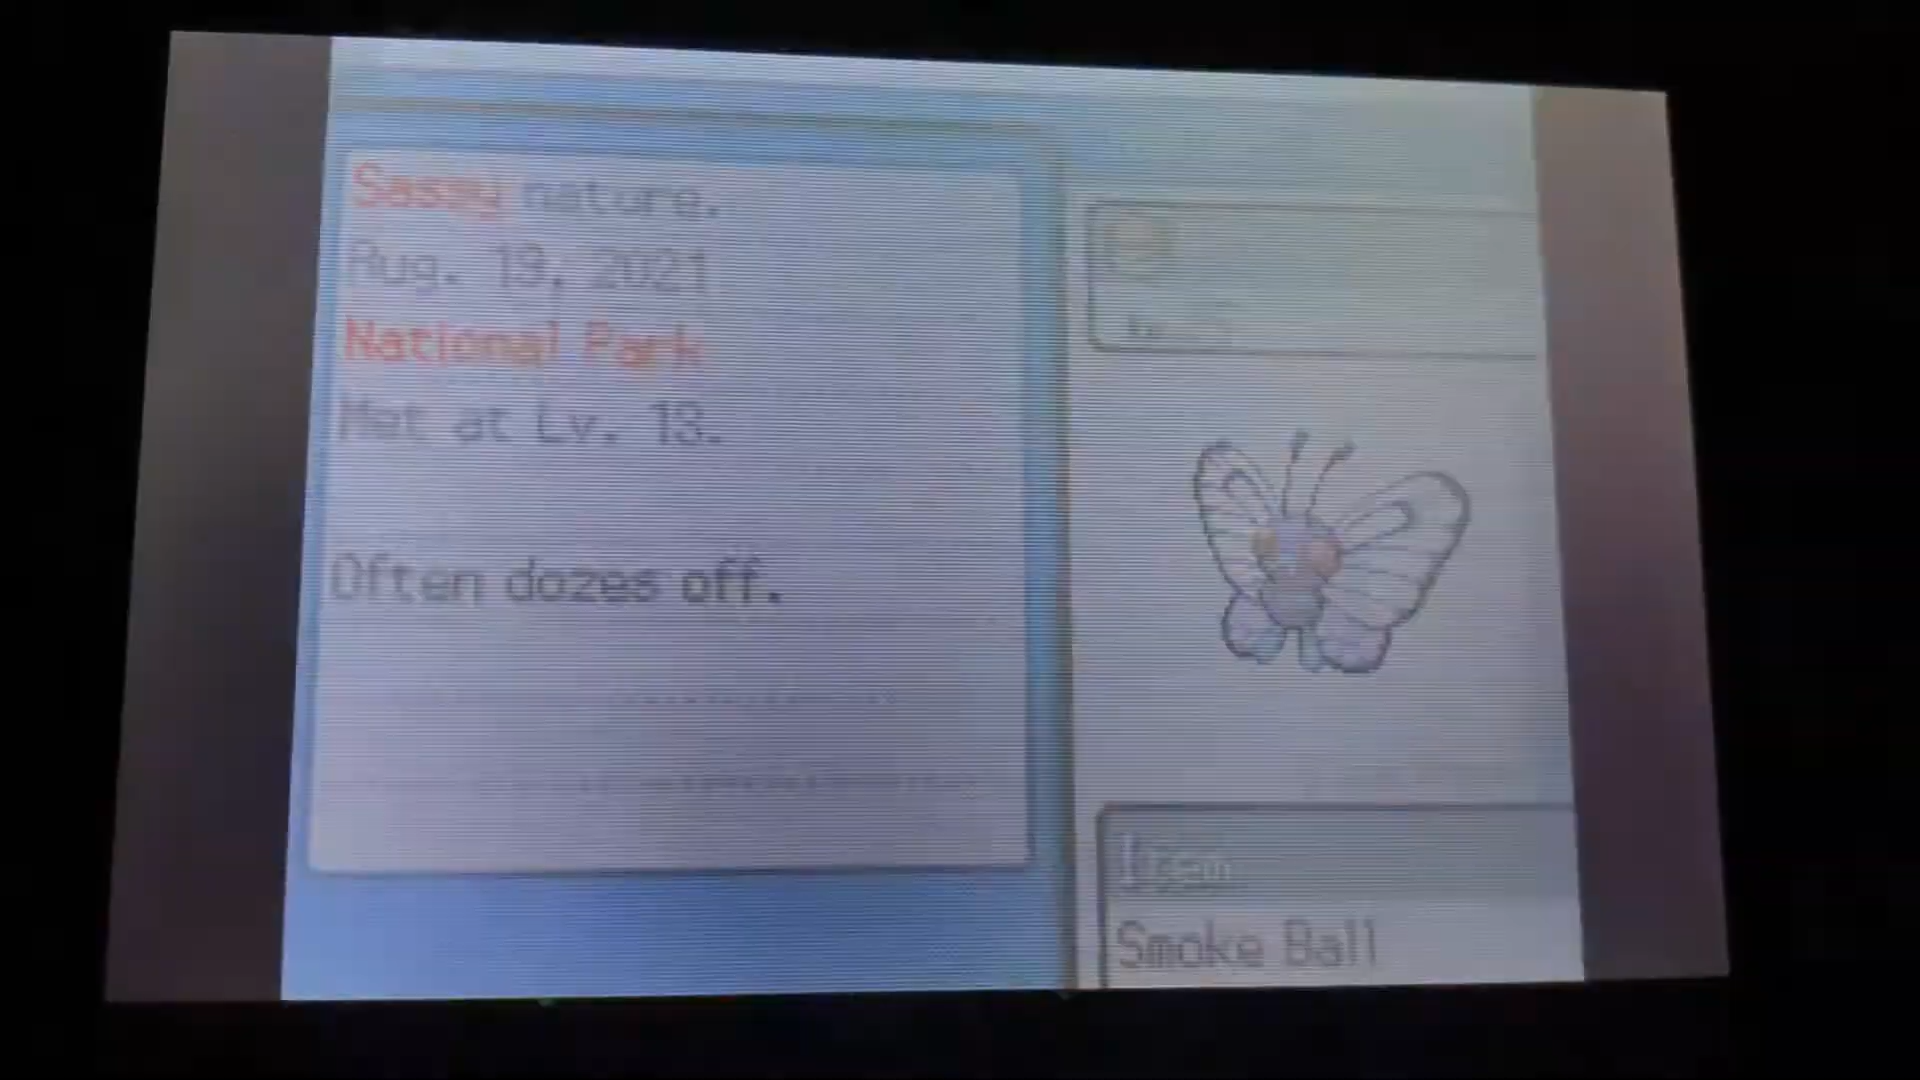 Sassy nature.
Aug. 19, 2021
National Park
Met at Lv. 13.
Often dozes off.
Item
Smoke Ball